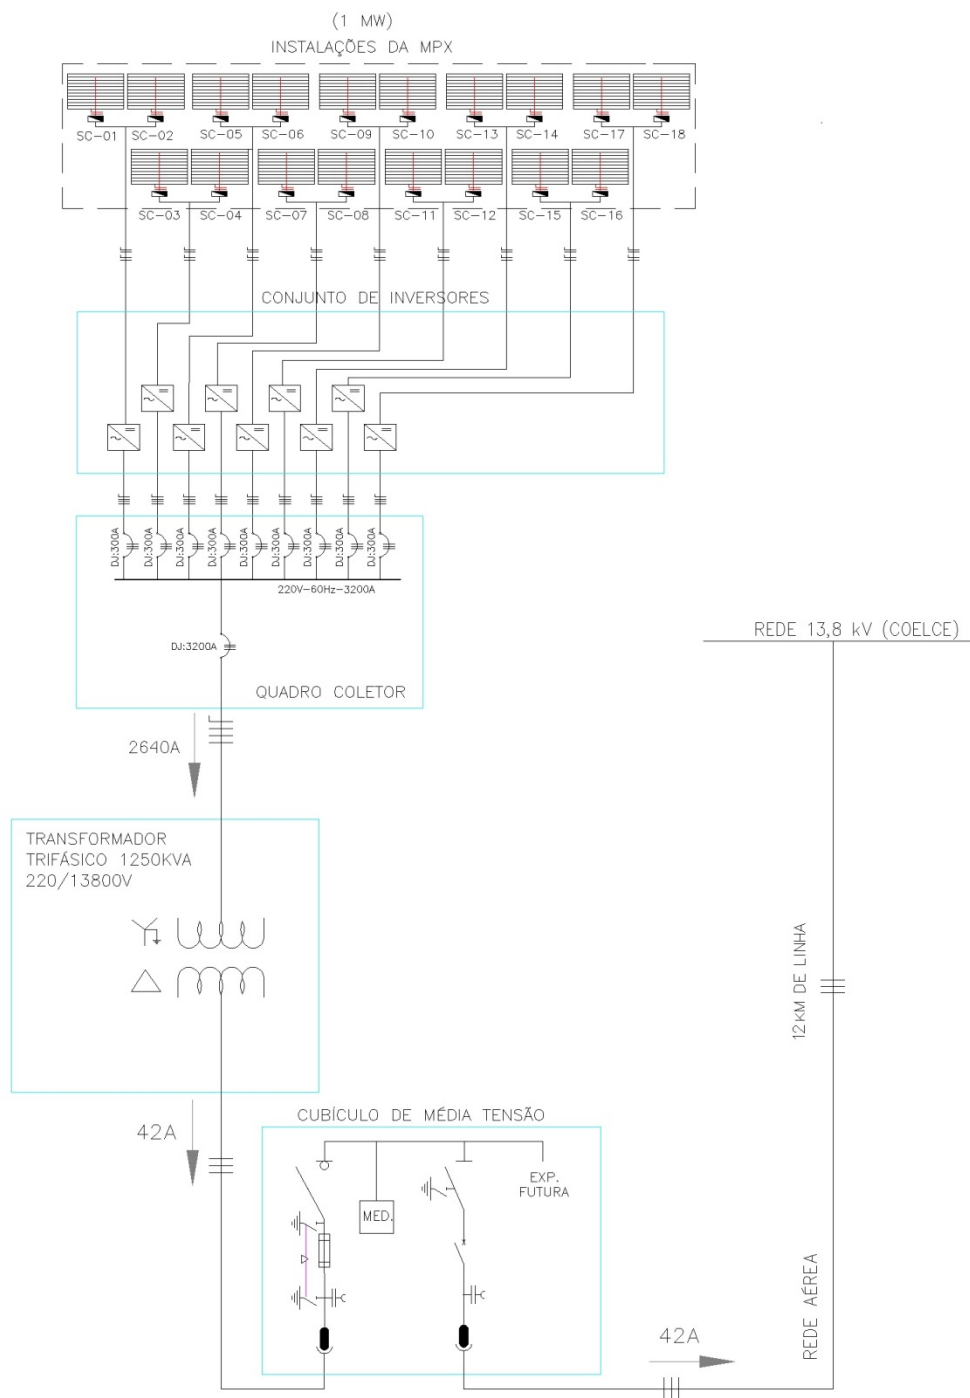 (1 MW)
INSTALAÇÕES DA MPX
SC-01 SC-02 SC-05 SC-06 SC-09 SC-10 SC-13 SC-14 SC-17 SC-18
SC-03 SC-04 SC-07 SC-08 SC-11 SC-12 SC-15 SC-16
CONJUNTO DE INVERSORES
DJ:300A DJ:300A DJ:300A DJ:300A DJ:300A DJ:300A DJ:300A DJ:300A DJ:300A
220V-60Hz-3200A
DJ:3200A
QUADRO COLETOR
REDE 13,8 kV (COELCE)
2640A
TRANSFORMADOR
TRIFÁSICO 1250KVA
220/13800V
12KM DE LINHA
42A
CUBÍCULO DE MÉDIA TENSÃO
EXP.
FUTURA
MED.
REDE AÉREA
42A